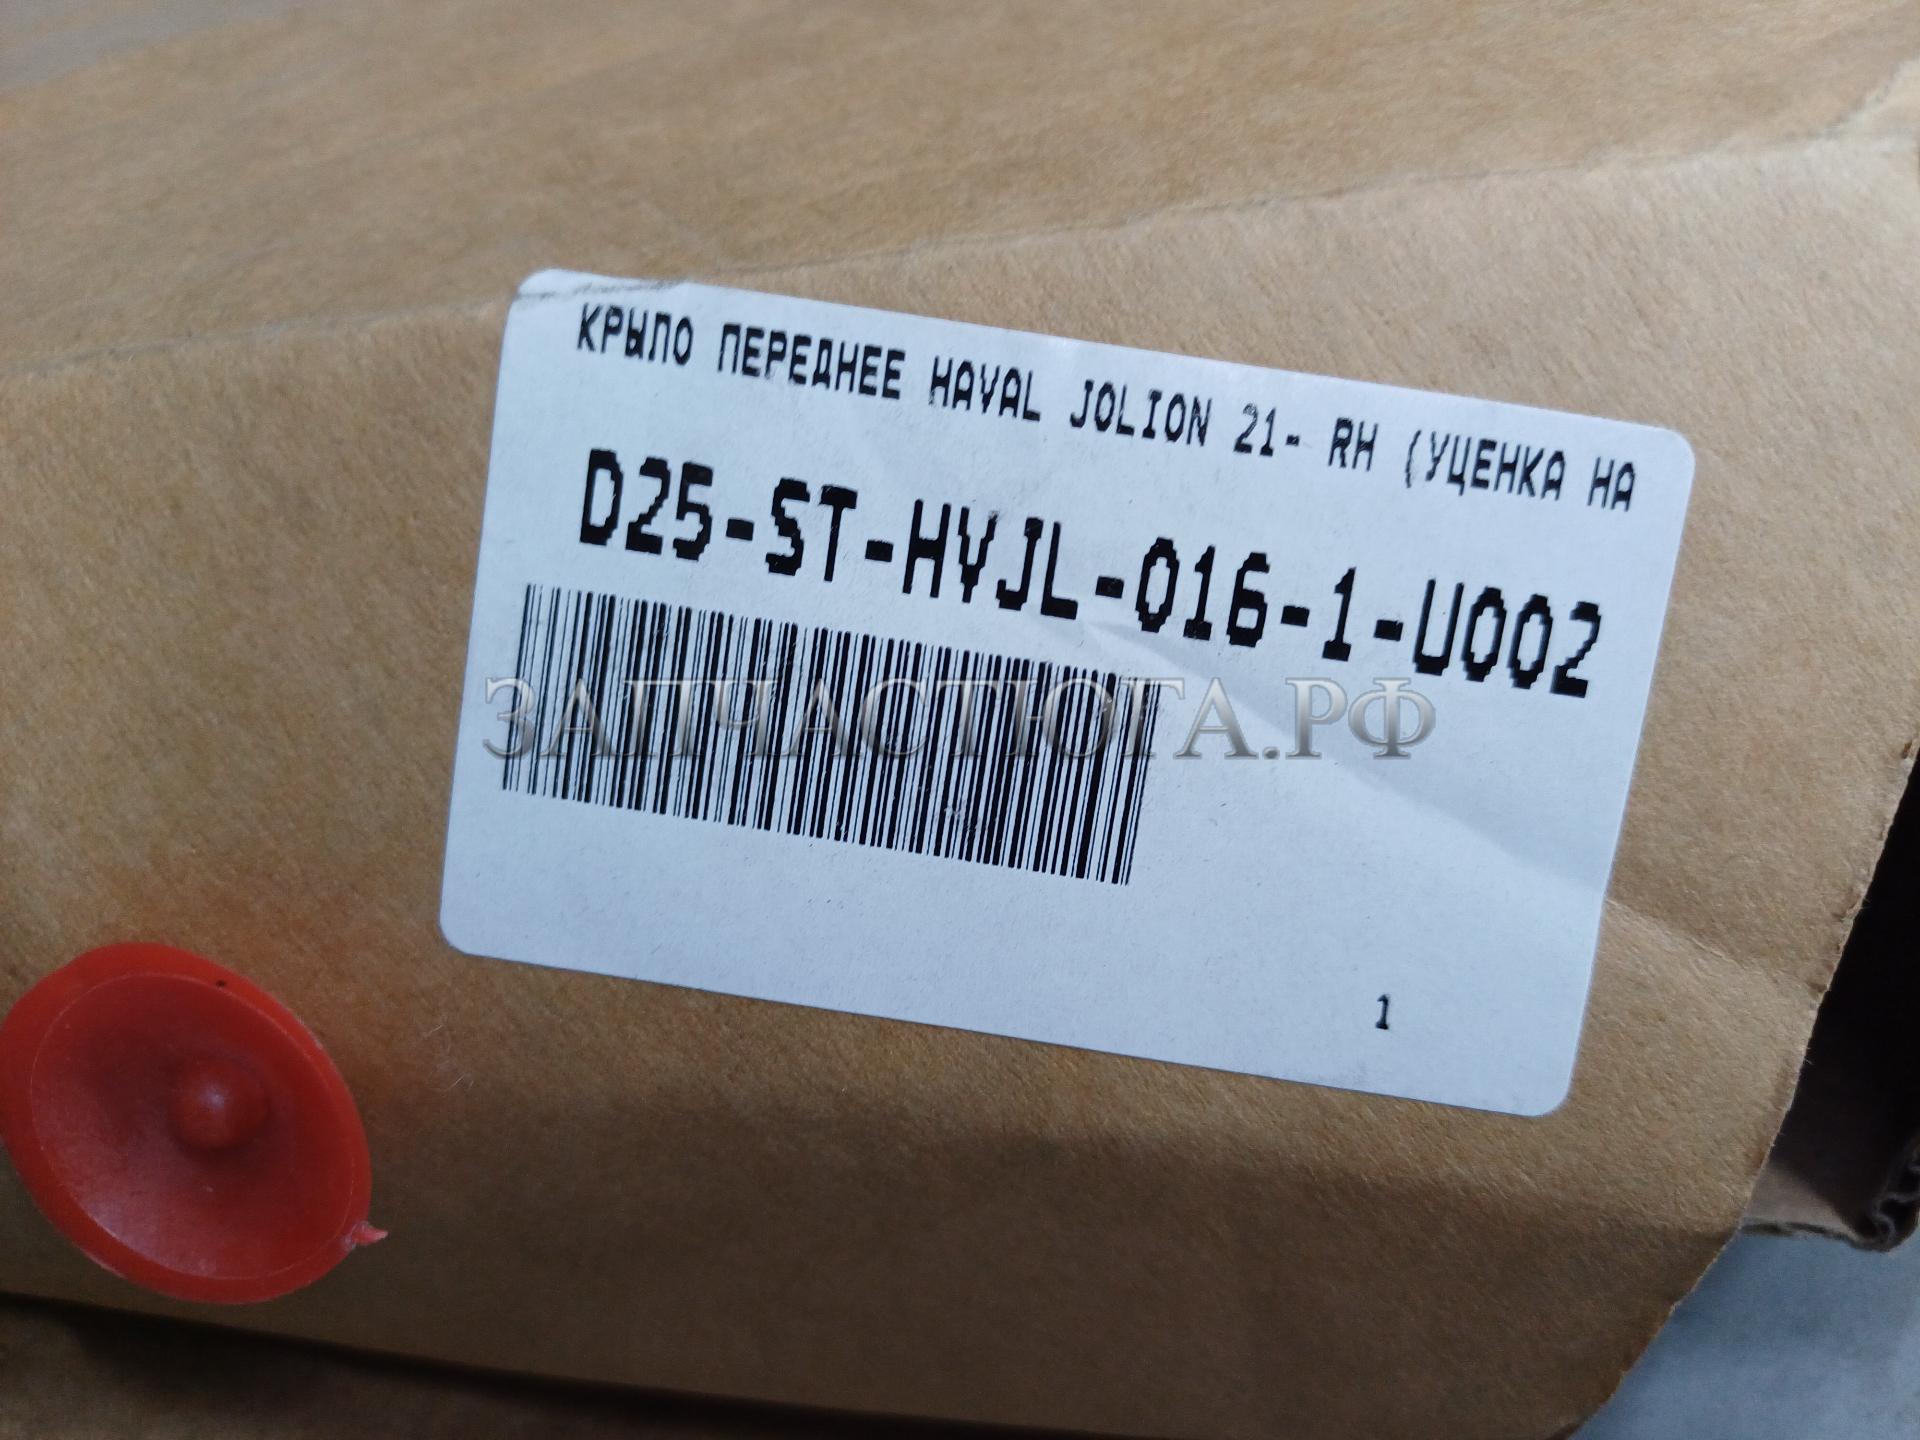 КРЫЛО ПЕРЕДНЕЕ HAVAL JOLION 21- RH (УЦЕНКА НА
D25-ST-HVJL-016-1-U002
ЗАПЧАСТЮГА.РФ
1